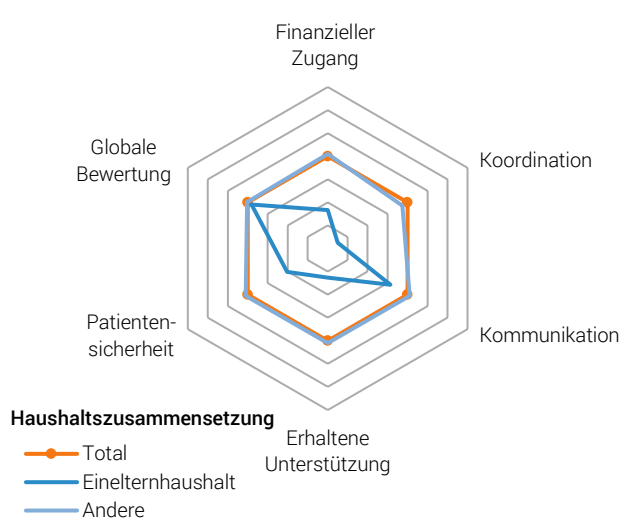 Finanzieller
Zugang
Globale
Bewertung
Koordination
Patienten-
sicherheit
Kommunikation
Erhaltene
Unterstützung
Haushaltszusammensetzung
Total
Einelternhaushalt
Andere